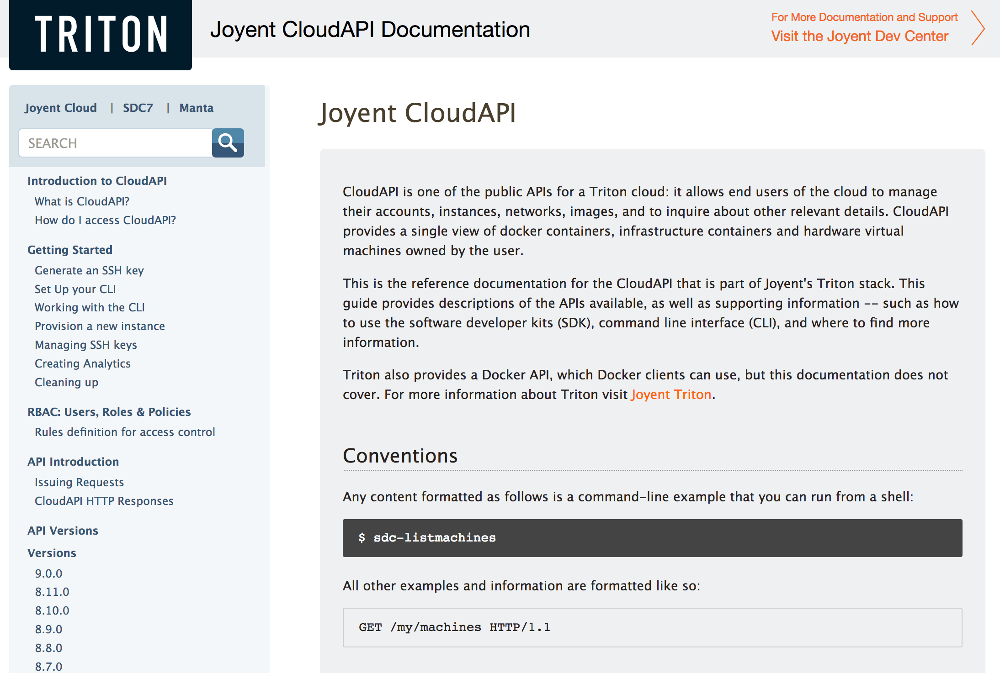 TRITON
Joyent CloudAPI Documentation
For More Documentation and Support
Visit the Joyent Dev Center
Joyent Cloud | SDC7 | Manta
SEARCH
Introduction to CloudAPI
What is CloudAPI?
How do I access CloudAPI?
Getting Started
Generate an SSH key
Set Up your CLI
Working with the CLI
Provision a new instance
Managing SSH keys
Creating Analytics
Cleaning up
RBAC: Users, Roles & Policies
Rules definition for access control
API Introduction
Issuing Requests
CloudAPI HTTP Responses
API Versions
Versions
9.0.0
8.11.0
8.10.0
8.9.0
8.8.0
8.7.0
Joyent CloudAPI
CloudAPI is one of the public APIs for a Triton cloud: it allows end users of the cloud to manage
their accounts, instances, networks, images, and to inquire about other relevant details. CloudAPI
provides a single view of docker containers, infrastructure containers and hardware virtual
machines owned by the user.
This is the reference documentation for the CloudAPI that is part of Joyent's Triton stack. This
guide provides descriptions of the APIs available, as well as supporting information -- such as how
to use the software developer kits (SDK), command line interface (CLI), and where to find more
information.
Triton also provides a Docker API, which Docker clients can use, but this documentation does not
cover. For more information about Triton visit Joyent Triton.
Conventions
Any content formatted as follows is a command-line example that you can run from a shell:
$ sdc-listmachines
All other examples and information are formatted like so:
GET /my/machines HTTP/1.1